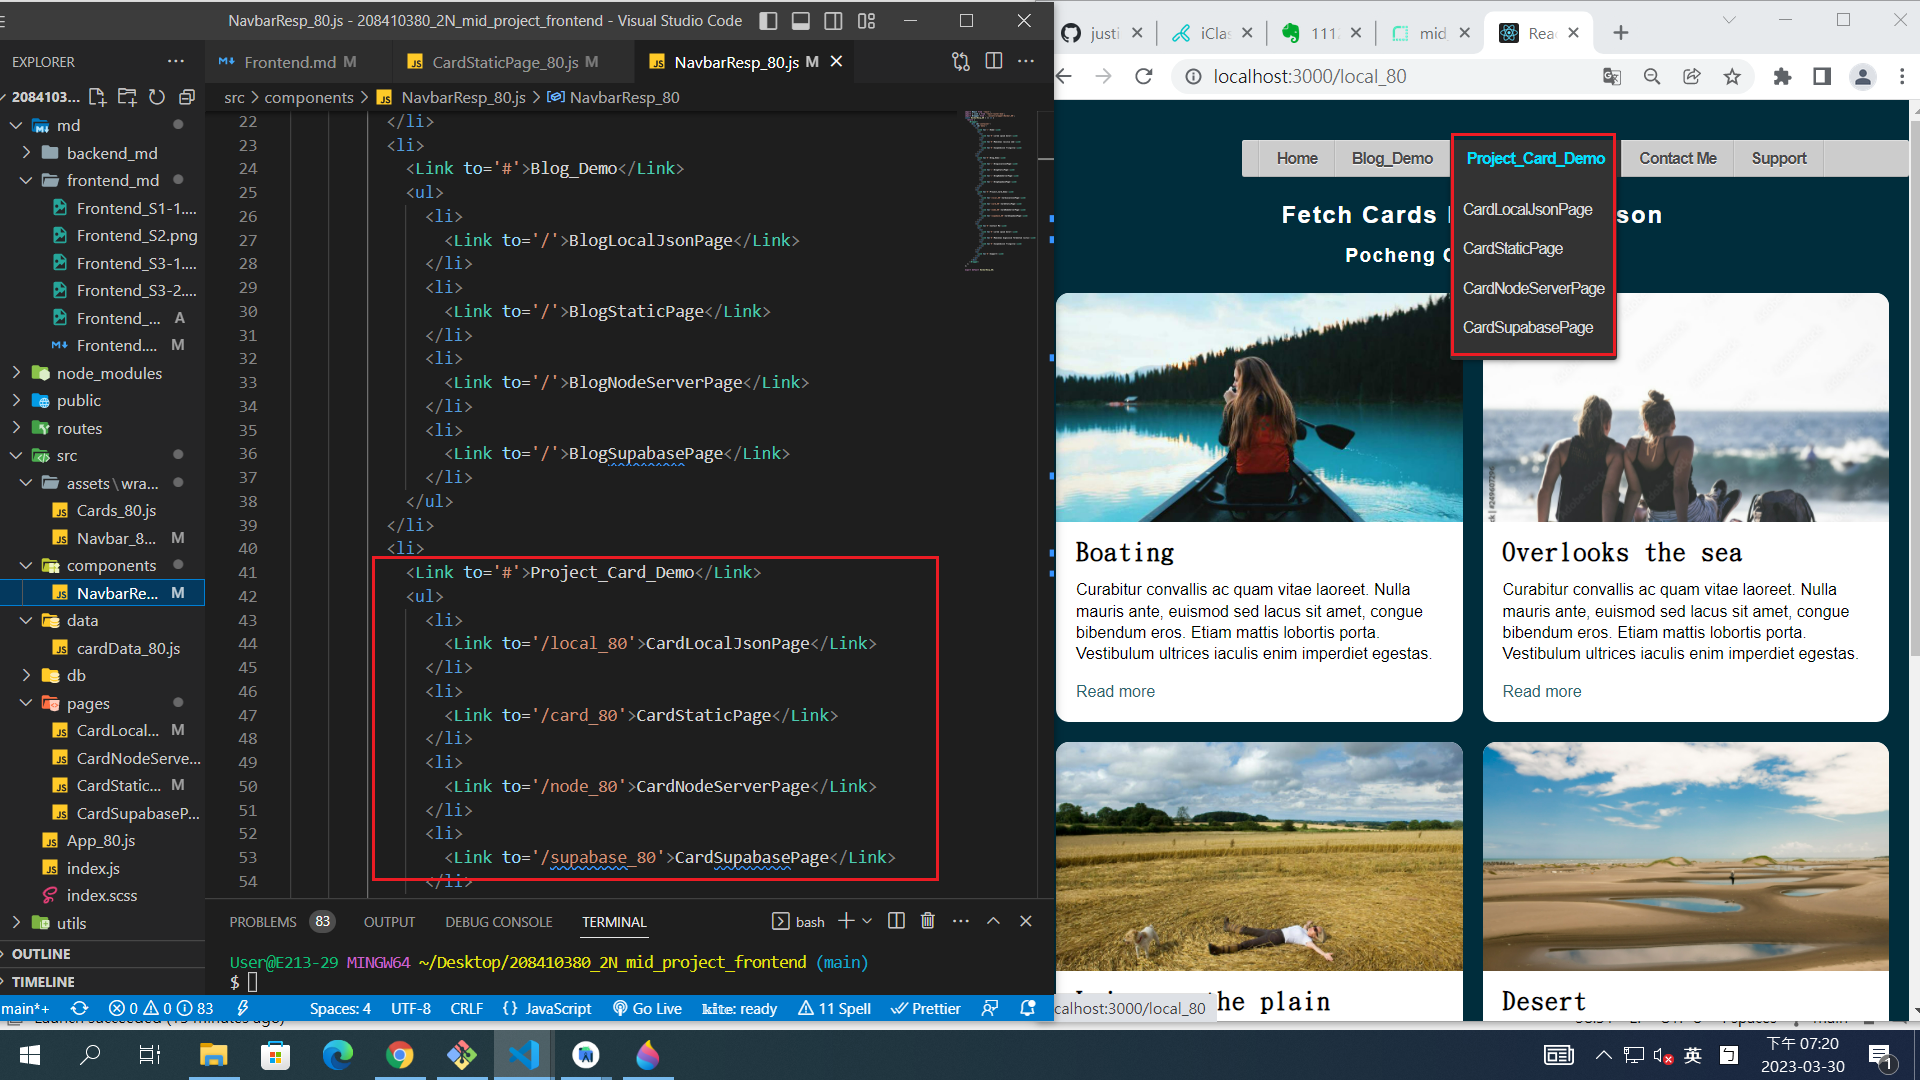 NavbarResp_80.js - 208410380_2N_mid_project_frontend - Visual Studio Code
EXPLORER
2084103...
md
backend_md
frontend_md
Frontend_S1-1....
Frontend_S2.png
Frontend_S3-1....
Frontend_S3-2....
Frontend_... A
Frontend.... M
node_modules
public
routes
src
assets\wra...
Cards_80.js
Navbar_8... M
components
NavbarRe... M
data
cardData_80.js
db
pages
CardLocal... M
CardNodeServe...
CardStatic... M
CardSupabaseP...
App_80.js
index.js
index.scss
utils
OUTLINE
TIMELINE
Frontend.md M
CardStaticPage_80.js M
NavbarResp_80.js M
src > components > NavbarResp_80.js > NavbarResp_80
22 </li>
23 <li>
24 <Link to='#'>Blog_Demo</Link>
25 <ul>
26 <li>
27 <Link to='/'>BlogLocalJsonPage</Link>
28 </li>
29 <li>
30 <Link to='/'>BlogStaticPage</Link>
31 </li>
32 <li>
33 <Link to='/'>BlogNodeServerPage</Link>
34 </li>
35 <li>
36 <Link to='/'>BlogSupabasePage</Link>
37 </li>
38 </ul>
39 </li>
40 <li>
41 <Link to='#'>Project_Card_Demo</Link>
42 <ul>
43 <li>
44 <Link to='/local_80'>CardLocalJsonPage</Link>
45 </li>
46 <li>
47 <Link to='/card_80'>CardStaticPage</Link>
48 </li>
49 <li>
50 <Link to='/node_80'>CardNodeServerPage</Link>
51 </li>
52 <li>
53 <Link to='/supabase_80'>CardSupabasePage</Link>
54 </li>
PROBLEMS 83 OUTPUT DEBUG CONSOLE TERMINAL bash
User@E213-29 MINGW64 ~/Desktop/208410380_2N_mid_project_frontend (main)
$
main*+ 0 0 83 Spaces: 4 UTF-8 CRLF {} JavaScript Go Live kite: ready 11 Spell Prettier
justi
iClas
1112
mid_
Reac
localhost:3000/local_80
Home Blog_Demo Project_Card_Demo Contact Me Support
CardLocalJsonPage
CardStaticPage
CardNodeServerPage
CardSupabasePage
Fetch Cards son
Pocheng
Boating
Curabitur convallis ac quam vitae laoreet. Nulla
mauris ante, euismod sed lacus sit amet, congue
bibendum eros. Etiam mattis lobortis porta.
Vestibulum ultrices iaculis enim imperdiet egestas.
Read more
Overlooks the sea
Curabitur convallis ac quam vitae laoreet. Nulla
mauris ante, euismod sed lacus sit amet, congue
bibendum eros. Etiam mattis lobortis porta.
Vestibulum ultrices iaculis enim imperdiet egestas.
Read more
the plain
Desert
calhost:3000/local_80
英
下午 07:20
2023-03-30
1